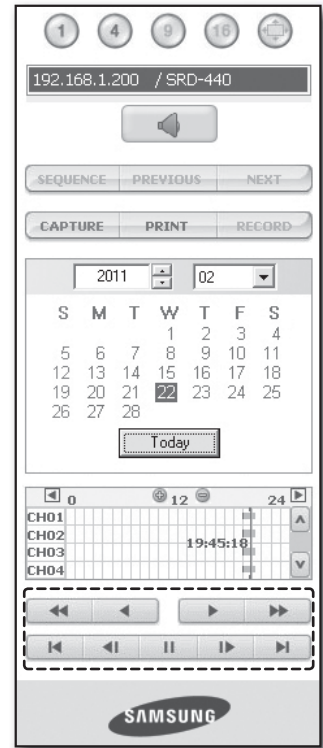 1 4 9 16
192.168.1.200 / SRD-440
SEQUENCE PREVIOUS NEXT
CAPTURE PRINT RECORD
2011 02
S M T W T F S
1 2 3 4
5 6 7 8 9 10 11
12 13 14 15 16 17 18
19 20 21 22 23 24 25
26 27 28
Today
0 12 24
CH01
CH02
19:45:18
CH03
CH04
SAMSUNG